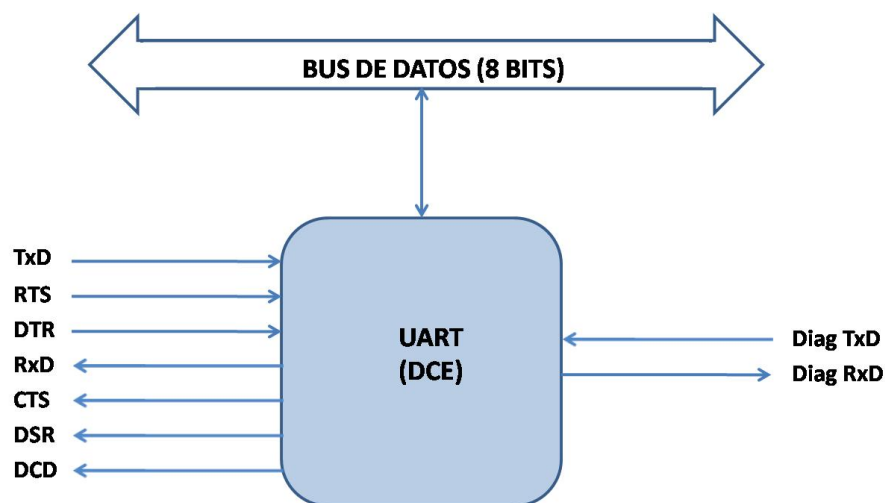 BUS DE DATOS (8 BITS)
TxD
RTS
DTR
RxD
CTS
DSR
DCD
UART
(DCE)
Diag TxD
Diag RxD